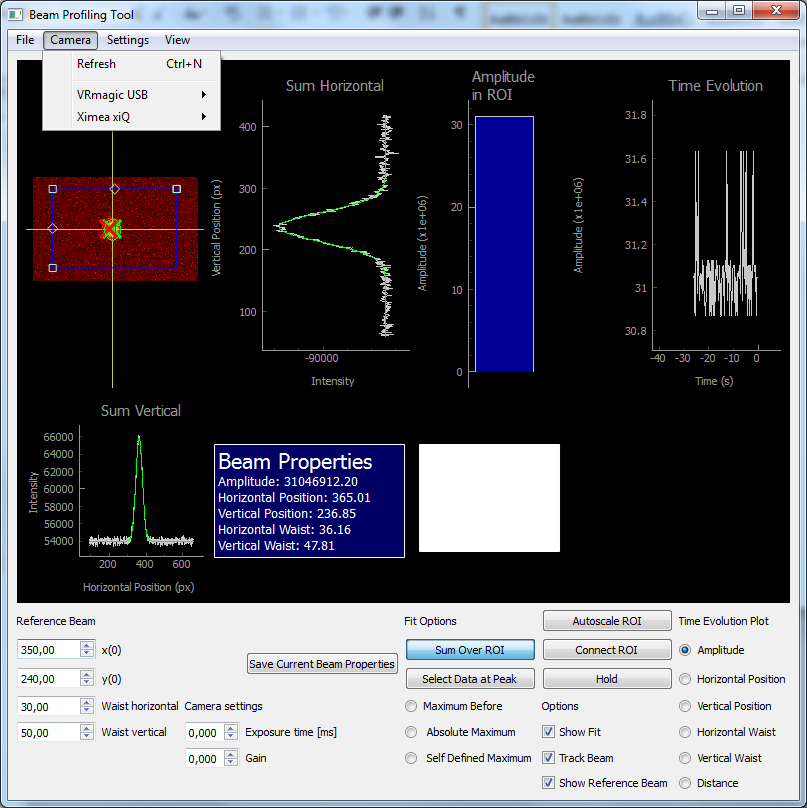 Beam Profiling Tool
File Camera Settings View
Refresh Ctrl+N
VRmagic USB
Ximea xiQ
Sum Horizontal
Vertical Position (px)
400
300
200
100
-90000
Intensity
Amplitude
in ROI
Amplitude (x1e+06)
30
20
10
0
Time Evolution
Amplitude (x1e+06)
31.8
31.6
31.4
31.2
31
30.8
-40 -30 -20 -10 0
Time (s)
Sum Vertical
Intensity
66000
64000
62000
60000
58000
56000
54000
200 400 600
Horizontal Position (px)
Beam Properties
Amplitude: 31046912.20
Horizontal Position: 365.01
Vertical Position: 236.85
Horizontal Waist: 36.16
Vertical Waist: 47.81
Reference Beam
350,00 x(0)
240,00 y(0)
30,00 Waist horizontal
50,00 Waist vertical
Save Current Beam Properties
Camera settings
0,000 Exposure time [ms]
0,000 Gain
Fit Options
Sum Over ROI
Select Data at Peak
Maximum Before
Absolute Maximum
Self Defined Maximum
Autoscale ROI
Connect ROI
Hold
Options
Show Fit
Track Beam
Show Reference Beam
Time Evolution Plot
Amplitude
Horizontal Position
Vertical Position
Horizontal Waist
Vertical Waist
Distance